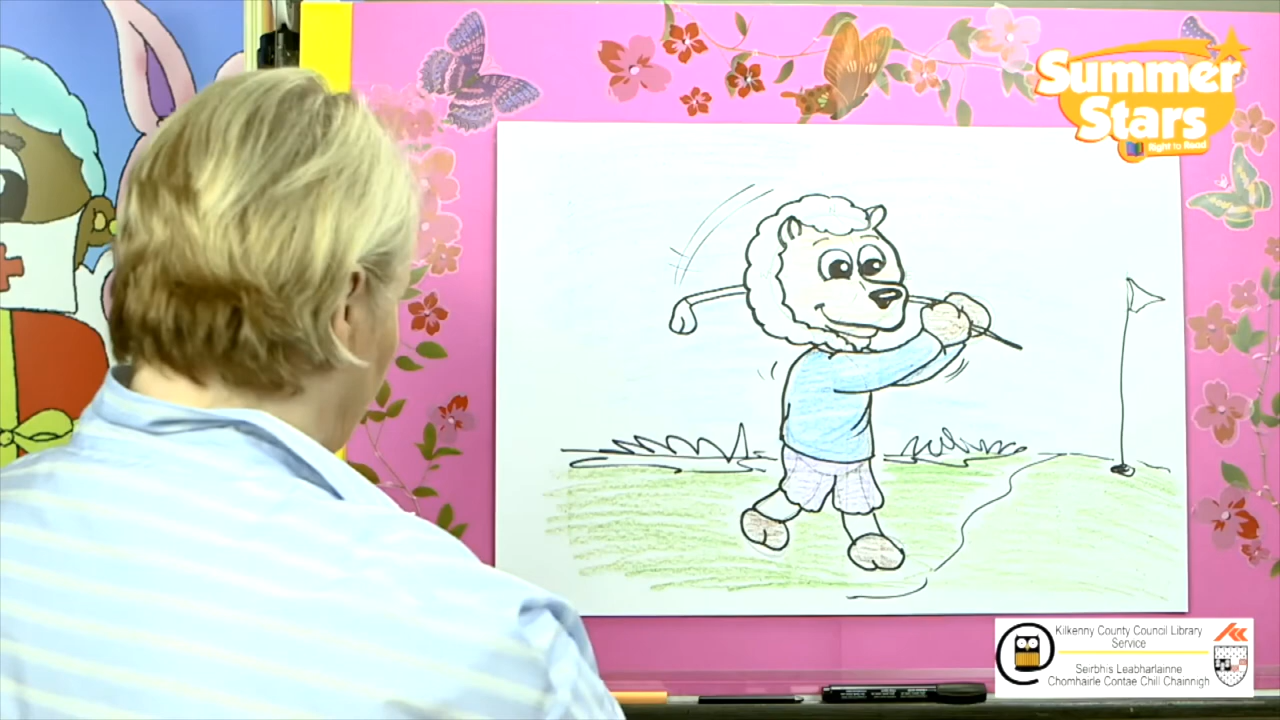 Summer
Stars
Right to Read
Kilkenny County Council Library
Service
Seirbhís Leabharlainne
Chomhairle Contae Chill Chainnigh